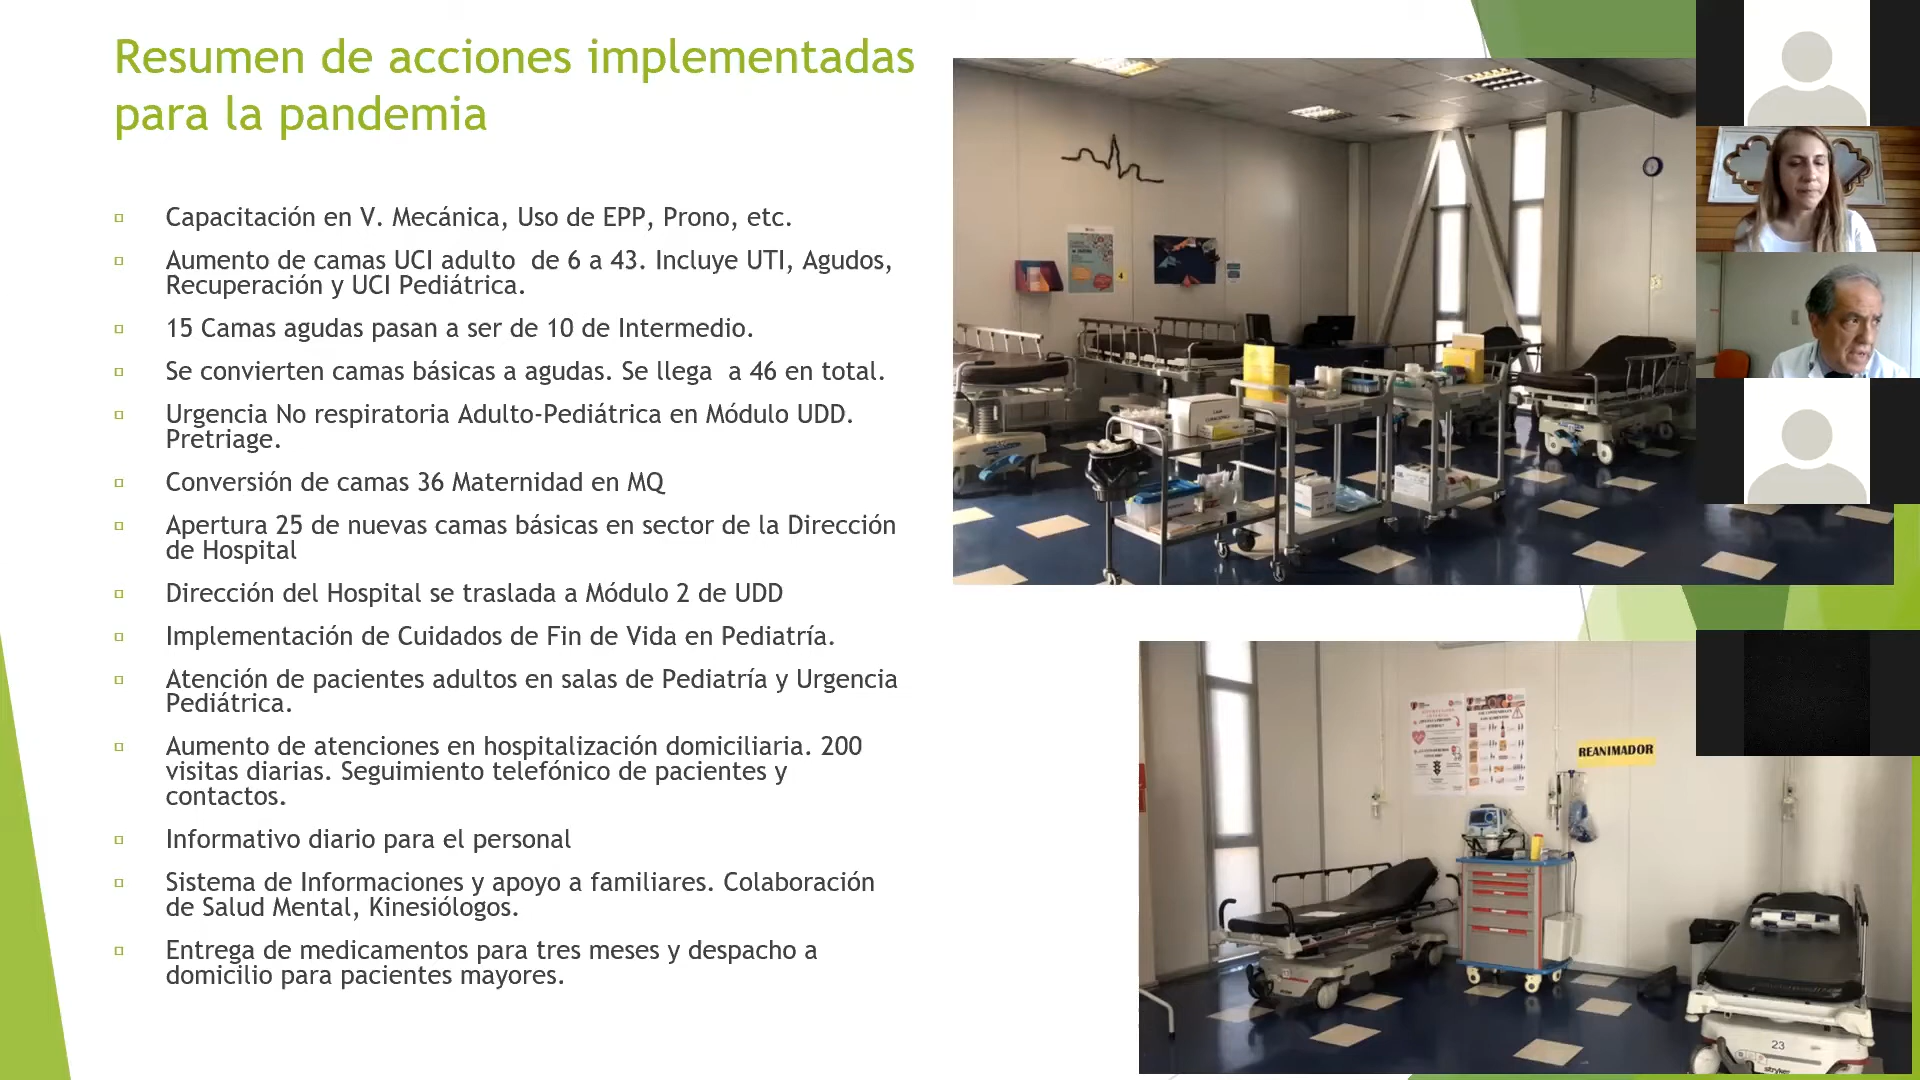 Resumen de acciones implementadas
para la pandemia
Capacitación en V. Mecánica, Uso de EPP, Prono, etc.
Aumento de camas UCI adulto de 6 a 43. Incluye UTI, Agudos,
Recuperación y UCI Pediátrica.
15 Camas agudas pasan a ser de 10 de Intermedio.
Se convierten camas básicas a agudas. Se llega a 46 en total.
Urgencia No respiratoria Adulto-Pediátrica en Módulo UDD.
Pretriage.
Conversión de camas 36 Maternidad en MQ
Apertura 25 de nuevas camas básicas en sector de la Dirección
de Hospital
Dirección del Hospital se traslada a Módulo 2 de UDD
Implementación de Cuidados de Fin de Vida en Pediatría.
Atención de pacientes adultos en salas de Pediatría y Urgencia
Pediátrica.
Aumento de atenciones en hospitalización domiciliaria. 200
visitas diarias. Seguimiento telefónico de pacientes y
contactos.
Informativo diario para el personal
Sistema de Informaciones y apoyo a familiares. Colaboración
de Salud Mental, Kinesiólogos.
Entrega de medicamentos para tres meses y despacho a
domicilio para pacientes mayores.
4
REANIMADOR
23
stryker